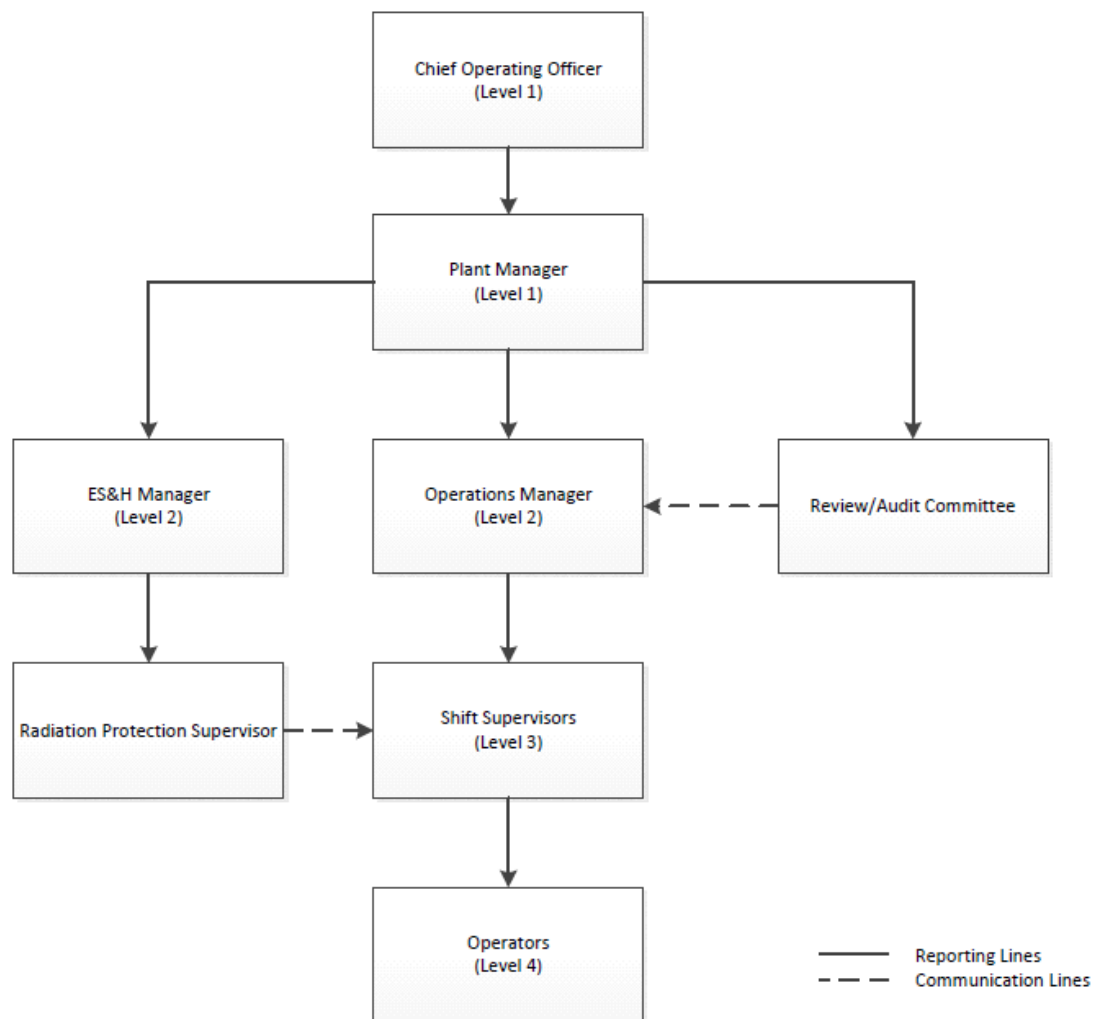 Chief Operating Officer
(Level 1)
Plant Manager
(Level 1)
ES&H Manager
(Level 2)
Operations Manager
(Level 2)
Review/Audit Committee
Radiation Protection Supervisor
Shift Supervisors
(Level 3)
Operators
(Level 4)
Reporting Lines
Communication Lines